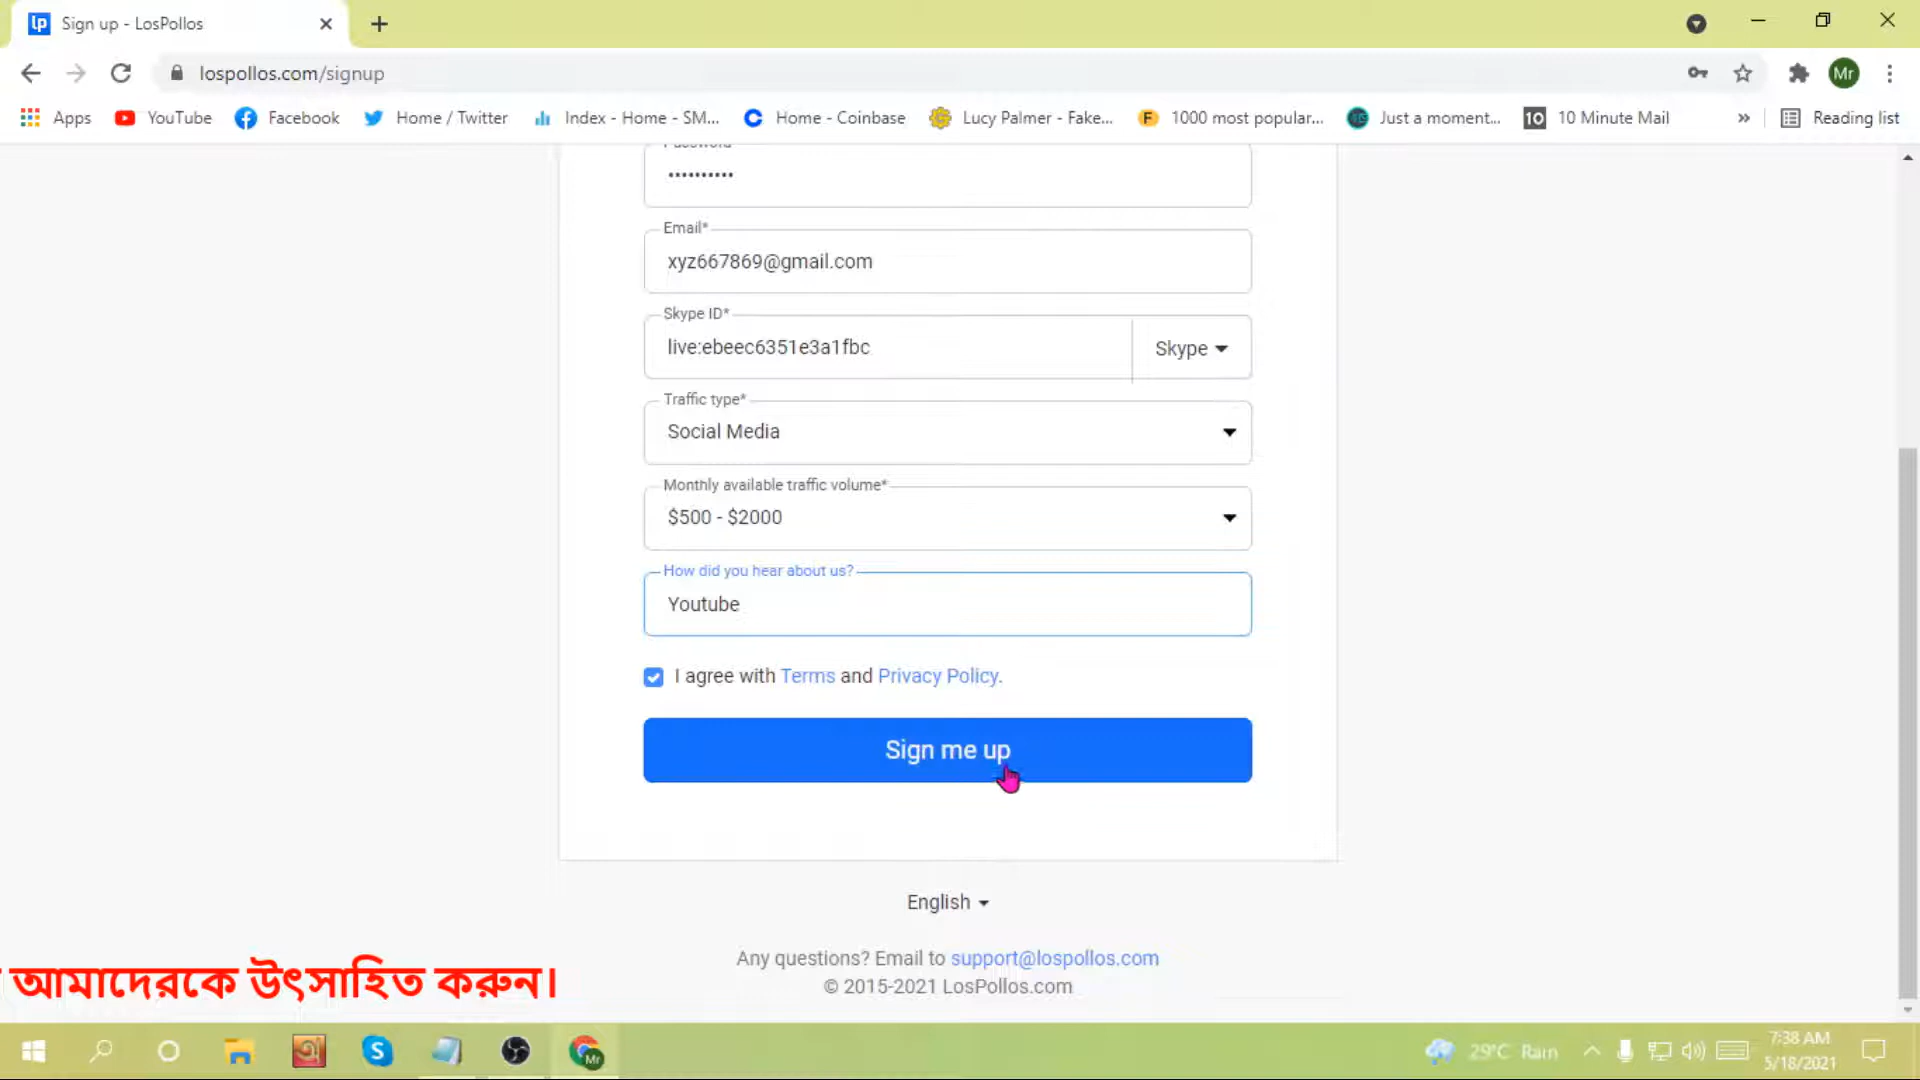 Sign up - LosPollos
lospollos.com/signup
Mr
Apps
YouTube
Facebook
Home / Twitter
Index - Home - SM...
Home - Coinbase
Lucy Palmer - Fake...
F
1000 most popular...
Just a moment...
10
10 Minute Mail
»
Reading list
Password
••••••••••
Email*
xyz667869@gmail.com
Skype ID*
live:ebeec6351e3a1fbc
Skype
Traffic type*
Social Media
Monthly available traffic volume*
$500 - $2000
How did you hear about us?
Youtube
I agree with Terms and Privacy Policy.
Sign me up
English
Any questions? Email to support@lospollos.com
© 2015-2021 LosPollos.com
আমাদেরকে উৎসাহিত করুন।
29°C Rain
7:38 AM
5/18/2021